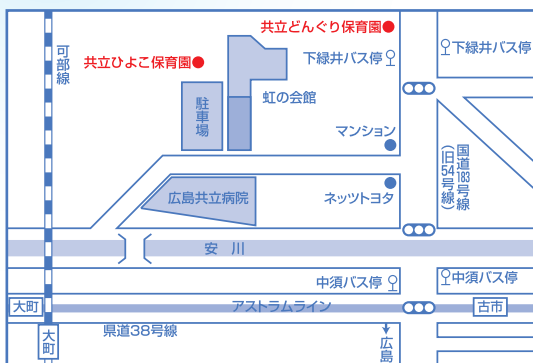 共立どんぐり保育園
下緑井バス停
下緑井バス停
可部線
共立ひよこ保育園
虹の会館
駐車場
マンション
国道183号線
(旧54号線)
広島共立病院
ネッツトヨタ
安川
中須バス停
中須バス停
大町
アストラムライン
古市
県道38号線
大町
広島